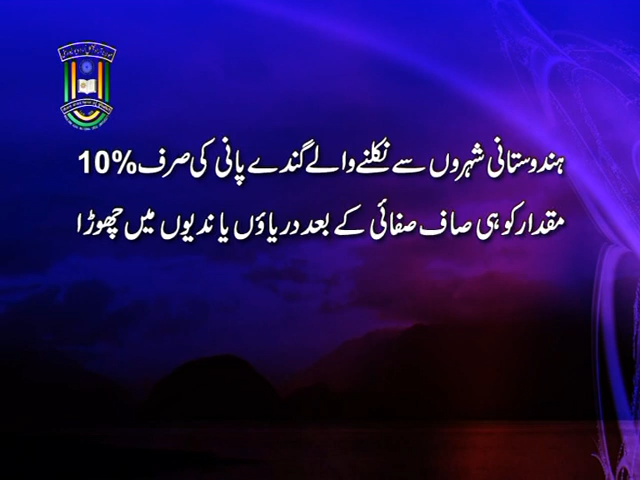 ہندوستانی شہروں سے نکلنے والے گندے پانی کی صرف %10
مقدار کو ہی صاف صفائی کے بعد دریاؤں یا ندیوں میں چھوڑا